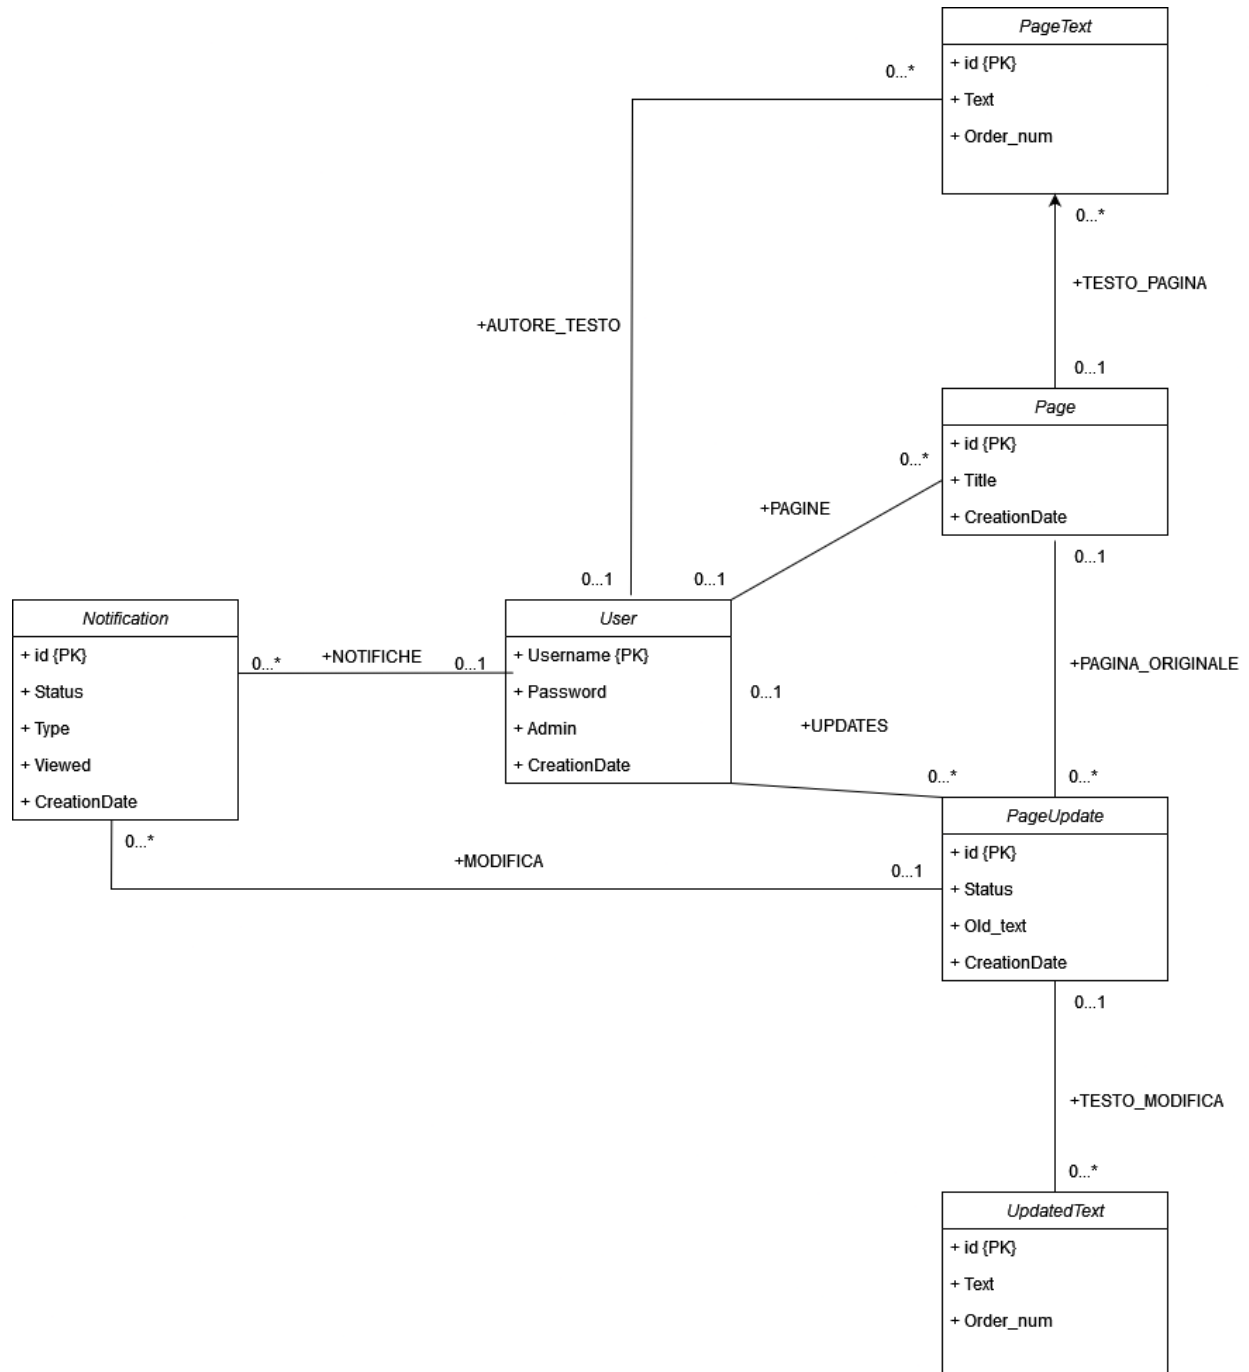 PageText
+ id {PK}
+ Text
+ Order_num
0...*
0...*
+TESTO_PAGINA
+AUTORE_TESTO
0...1
Page
+ id {PK}
+ Title
+ CreationDate
0...*
+PAGINE
0...1
0...1
0...1
Notification
+ id {PK}
+ Status
+ Type
+ Viewed
+ CreationDate
0...*
+NOTIFICHE
0...1
User
+ Username {PK}
+ Password
+ Admin
+ CreationDate
0...1
+UPDATES
0...*
+PAGINA_ORIGINALE
0...*
0...*
+MODIFICA
0...1
PageUpdate
+ id {PK}
+ Status
+ Old_text
+ CreationDate
0...1
+TESTO_MODIFICA
0...*
UpdatedText
+ id {PK}
+ Text
+ Order_num